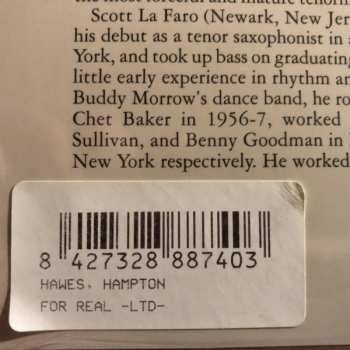 the most forceful and mature tenorm
Scott La Faro (Newark, New Jer
his debut as a tenor saxophonist in a
York, and took up bass on graduating
little early experience in rhythm an
Buddy Morrow's dance band, he ro
Chet Baker in 1956-7, worked
Sullivan, and Benny Goodman in
New York respectively. He worked
8 427328 887403
HAWES, HAMPTON
FOR REAL -LTD-